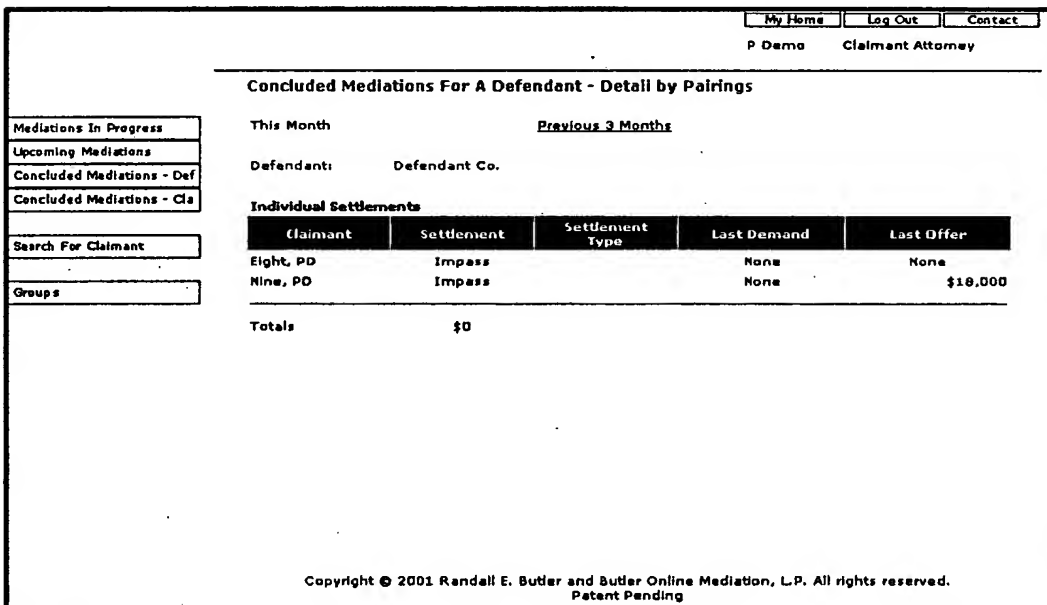 My Home Log Out Contact
P Demo Claimant Attorney
Concluded Mediations For A Defendant - Detail by Pairings
Mediations In Progress
Upcoming Mediations
Concluded Mediations - Def
Concluded Mediations - Cla
Search For Claimant
Groups
This Month Previous 3 Months
Defendant: Defendant Co.
Individual Settlements
Claimant Settlement Settlement Type Last Demand Last Offer
Eight, PD Impass None None
Nine, PD Impass None $18,000
Totals $0
Copyright © 2001 Randall E. Butler and Butler Online Mediation, L.P. All rights reserved.
Patent Pending